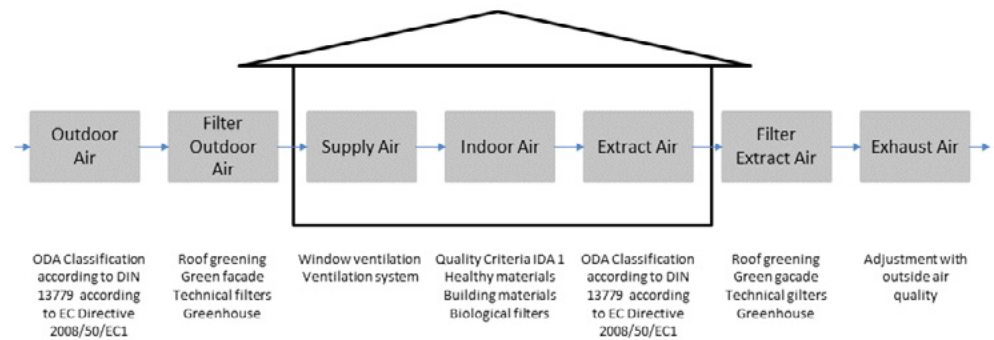 Outdoor
Air
Filter
Outdoor
Air
Supply Air
Indoor Air
Extract Air
Filter
Extract Air
Exhaust Air
ODA Classification
according to DIN
13779 according
to EC Directive
2008/50/EC1
Roof greening
Green facade
Technical filters
Greenhouse
Window ventilation
Ventilation system
Quality Criteria IDA 1
Healthy materials
Building materials
Biological filters
ODA Classification
according to DIN
13779 according
to EC Directive
2008/50/EC1
Roof greening
Green gacade
Technical gilters
Greenhouse
Adjustment with
outside air
quality